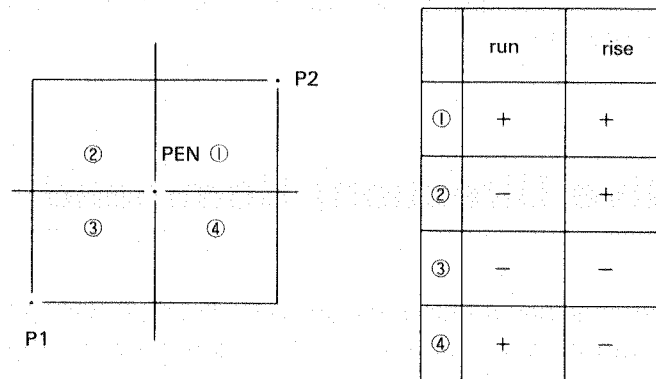 P2
② PEN ①
③ ④
P1
run rise
① + +
② − +
③ − −
④ + −